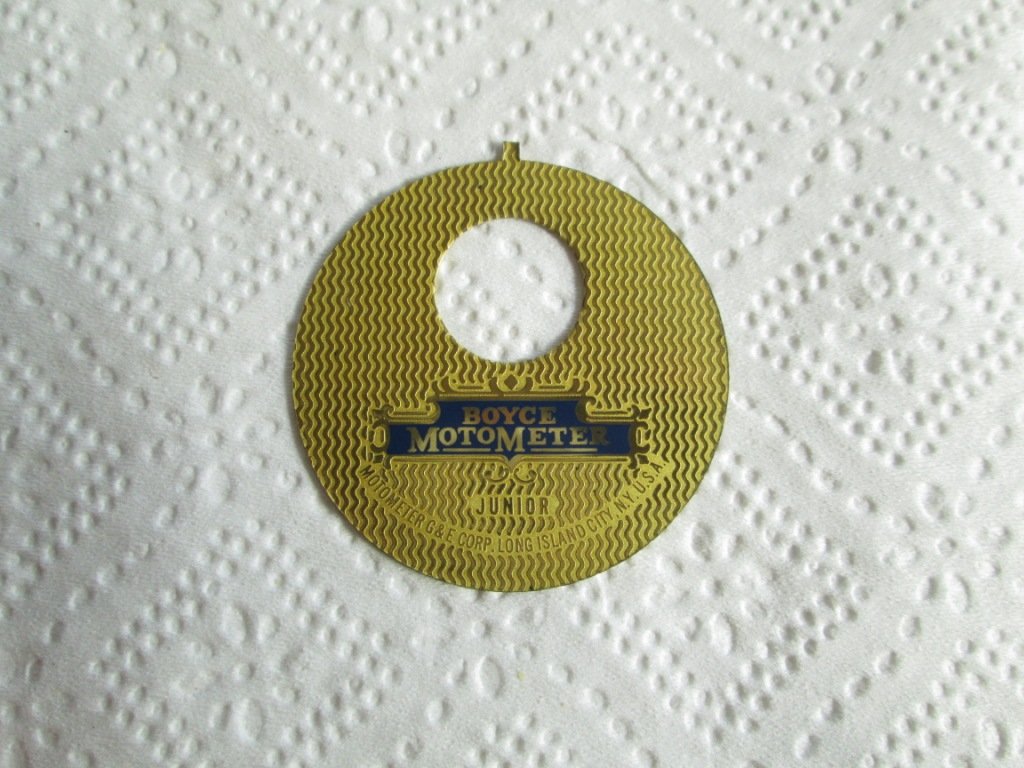 BOYCE
MOTOMETER
JUNIOR
MOTOMETER G&E CORP. LONG ISLAND CITY N.Y. U.S.A.